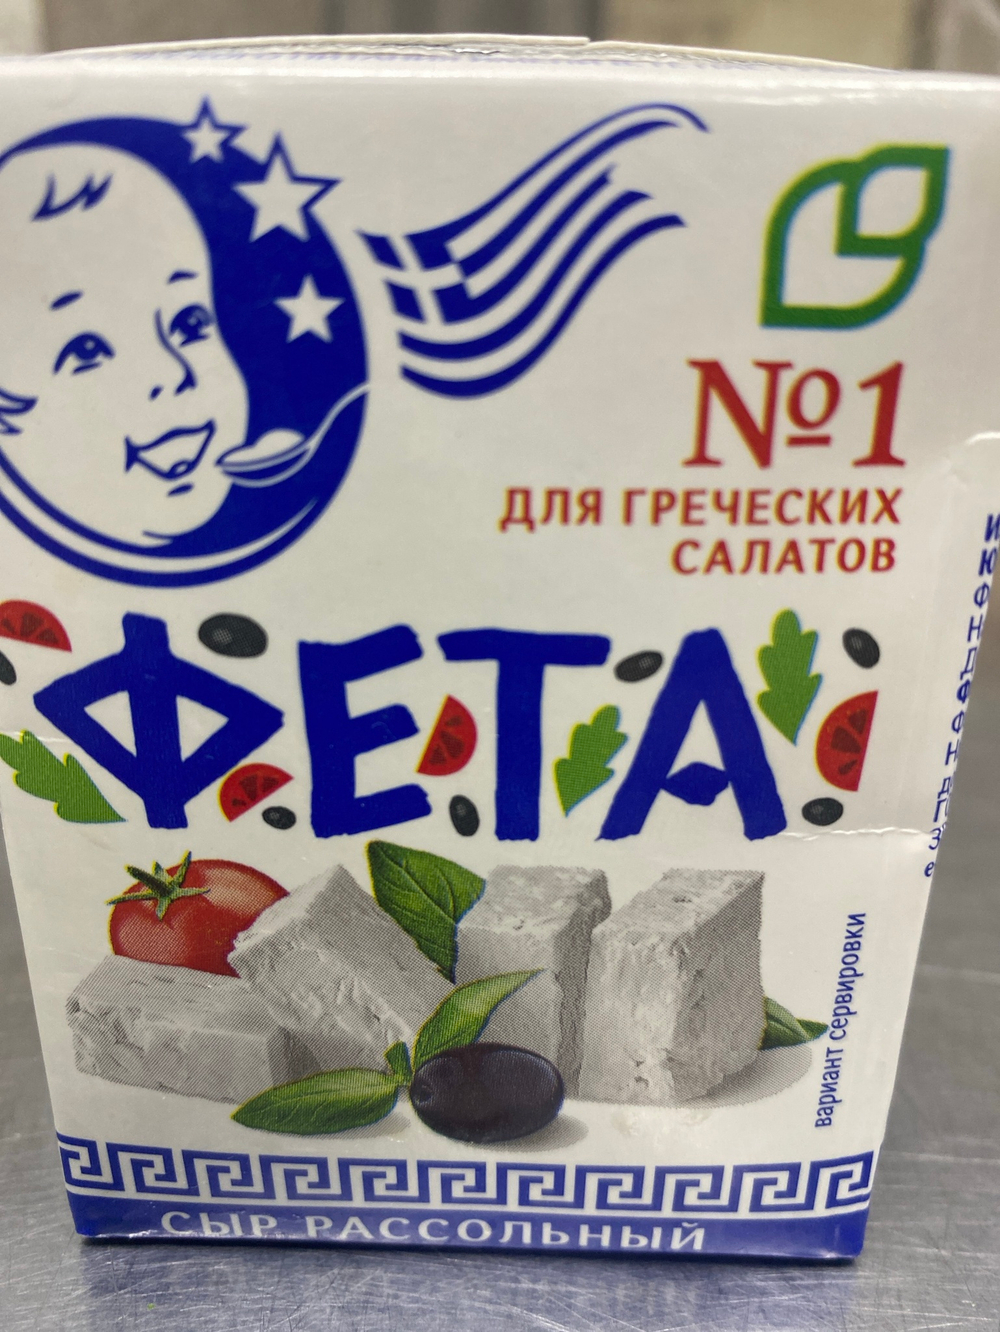 №1
ДЛЯ ГРЕЧЕСКИХ
САЛАТОВ
ФЕТА
вариант сервировки
СЫР РАССОЛЬНЫЙ